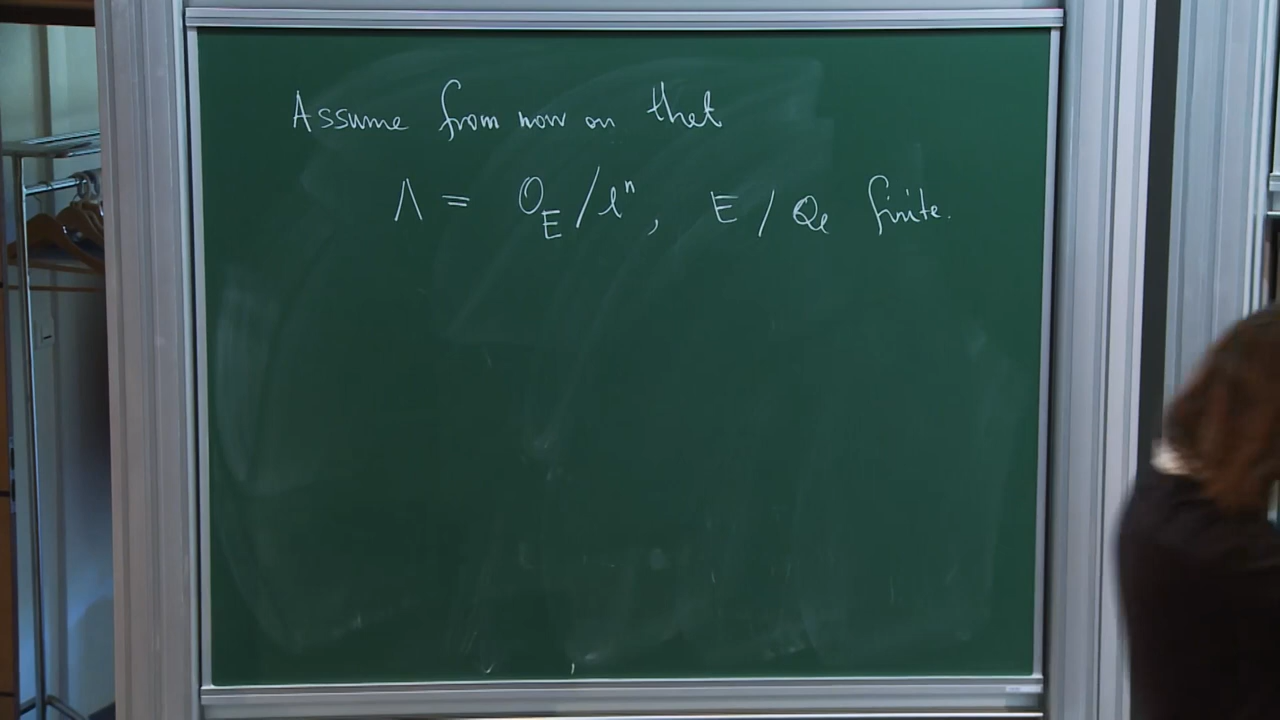 Assume from now on that
Λ = O_E/ℓ^n, E/Q_ℓ finite.